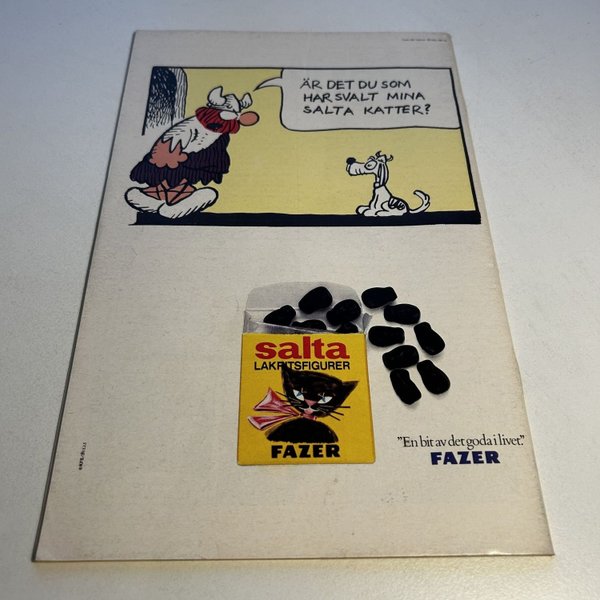 ÄR DET DU SOM
HAR SVALT MINA
SALTA KATTER?
salta
LAKRITSFIGURER
FAZER
"En bit av det goda i livet."
FAZER